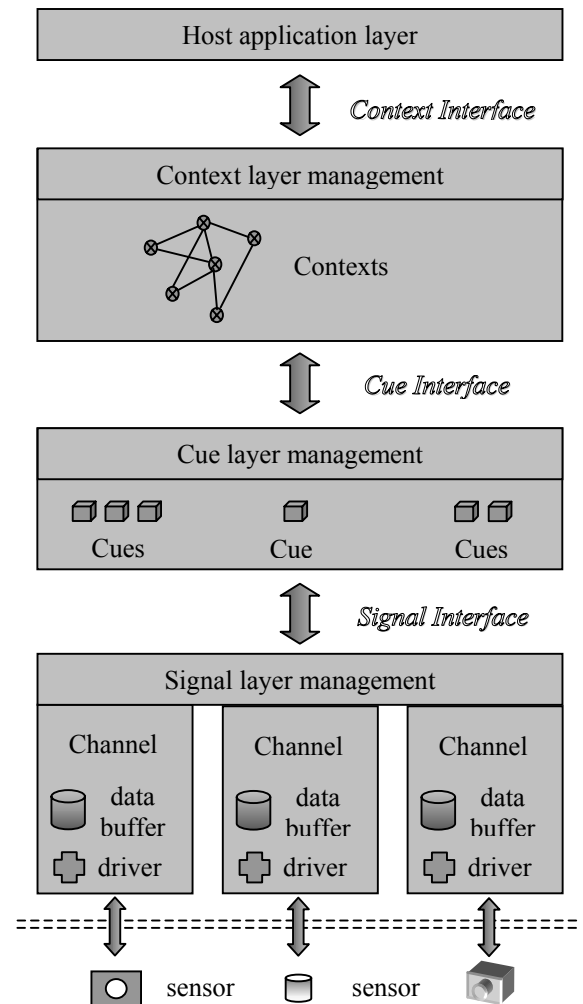 Host application layer
Context Interface
Context layer management
Contexts
Cue Interface
Cue layer management
Cues
Cue
Cues
Signal Interface
Signal layer management
Channel
data
buffer
driver
Channel
data
buffer
driver
Channel
data
buffer
driver
sensor
sensor